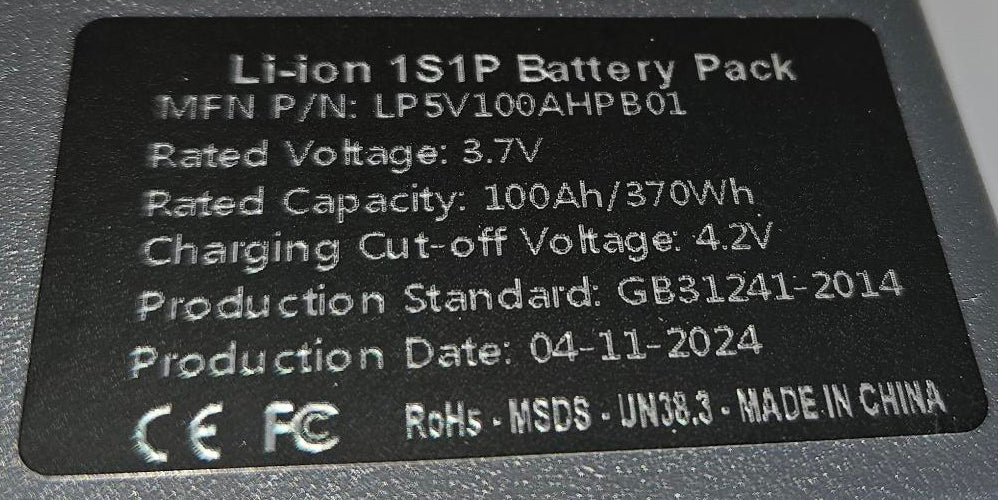 Li-ion 1S1P Battery Pack
MFN P/N: LP5V100AHPB01
Rated Voltage: 3.7V
Rated Capacity: 100Ah/370Wh
Charging Cut-off Voltage: 4.2V
Production Standard: GB31241-2014
Production Date: 04-11-2024
CE FC RoHs - MSDS - UN38.3 - MADE IN CHINA